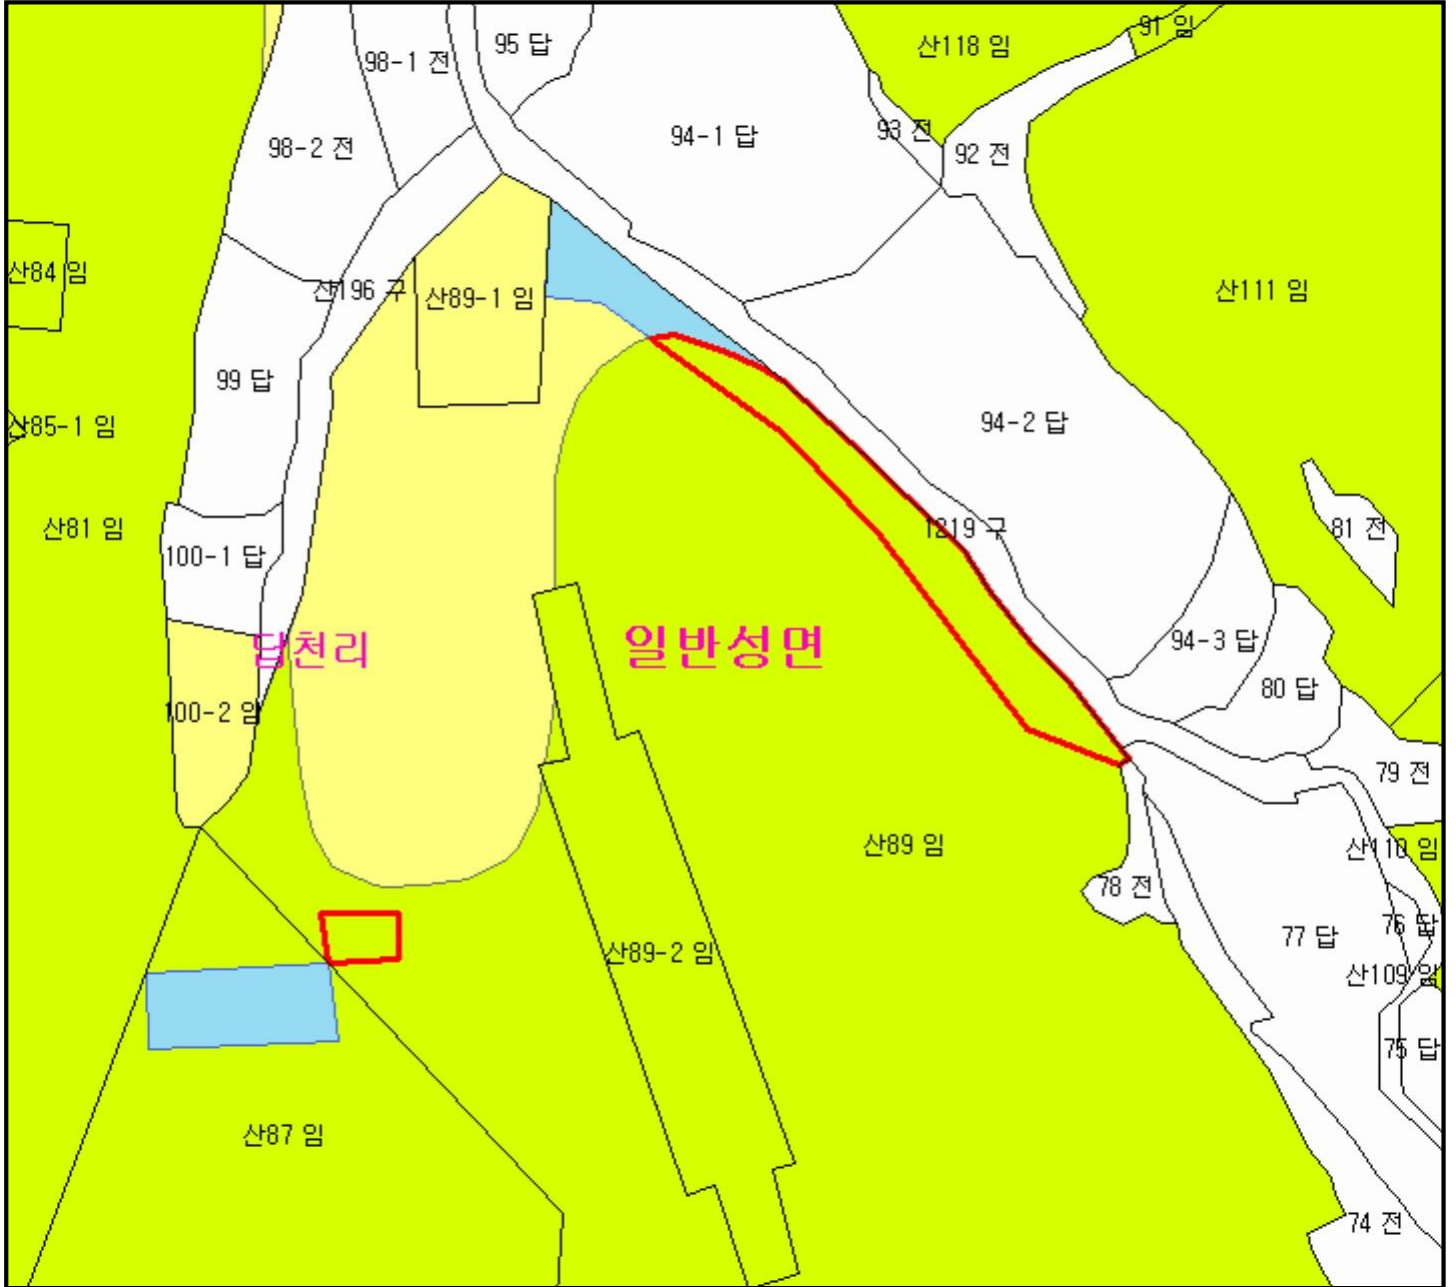 91 임
95 답
산118 임
98-1 전
93 전
94-1 답
98-2 전
92 전
산84 임
산196 구
산89-1 임
산111 임
99 답
94-2 답
산85-1 임
산81 임
1219 구
81 전
100-1 답
94-3 답
답천리
일반성면
80 답
100-2 임
79 전
산89 임
산110 임
78 전
76 답
77 답
산89-2 임
산109 임
75 답
산87 임
74 전